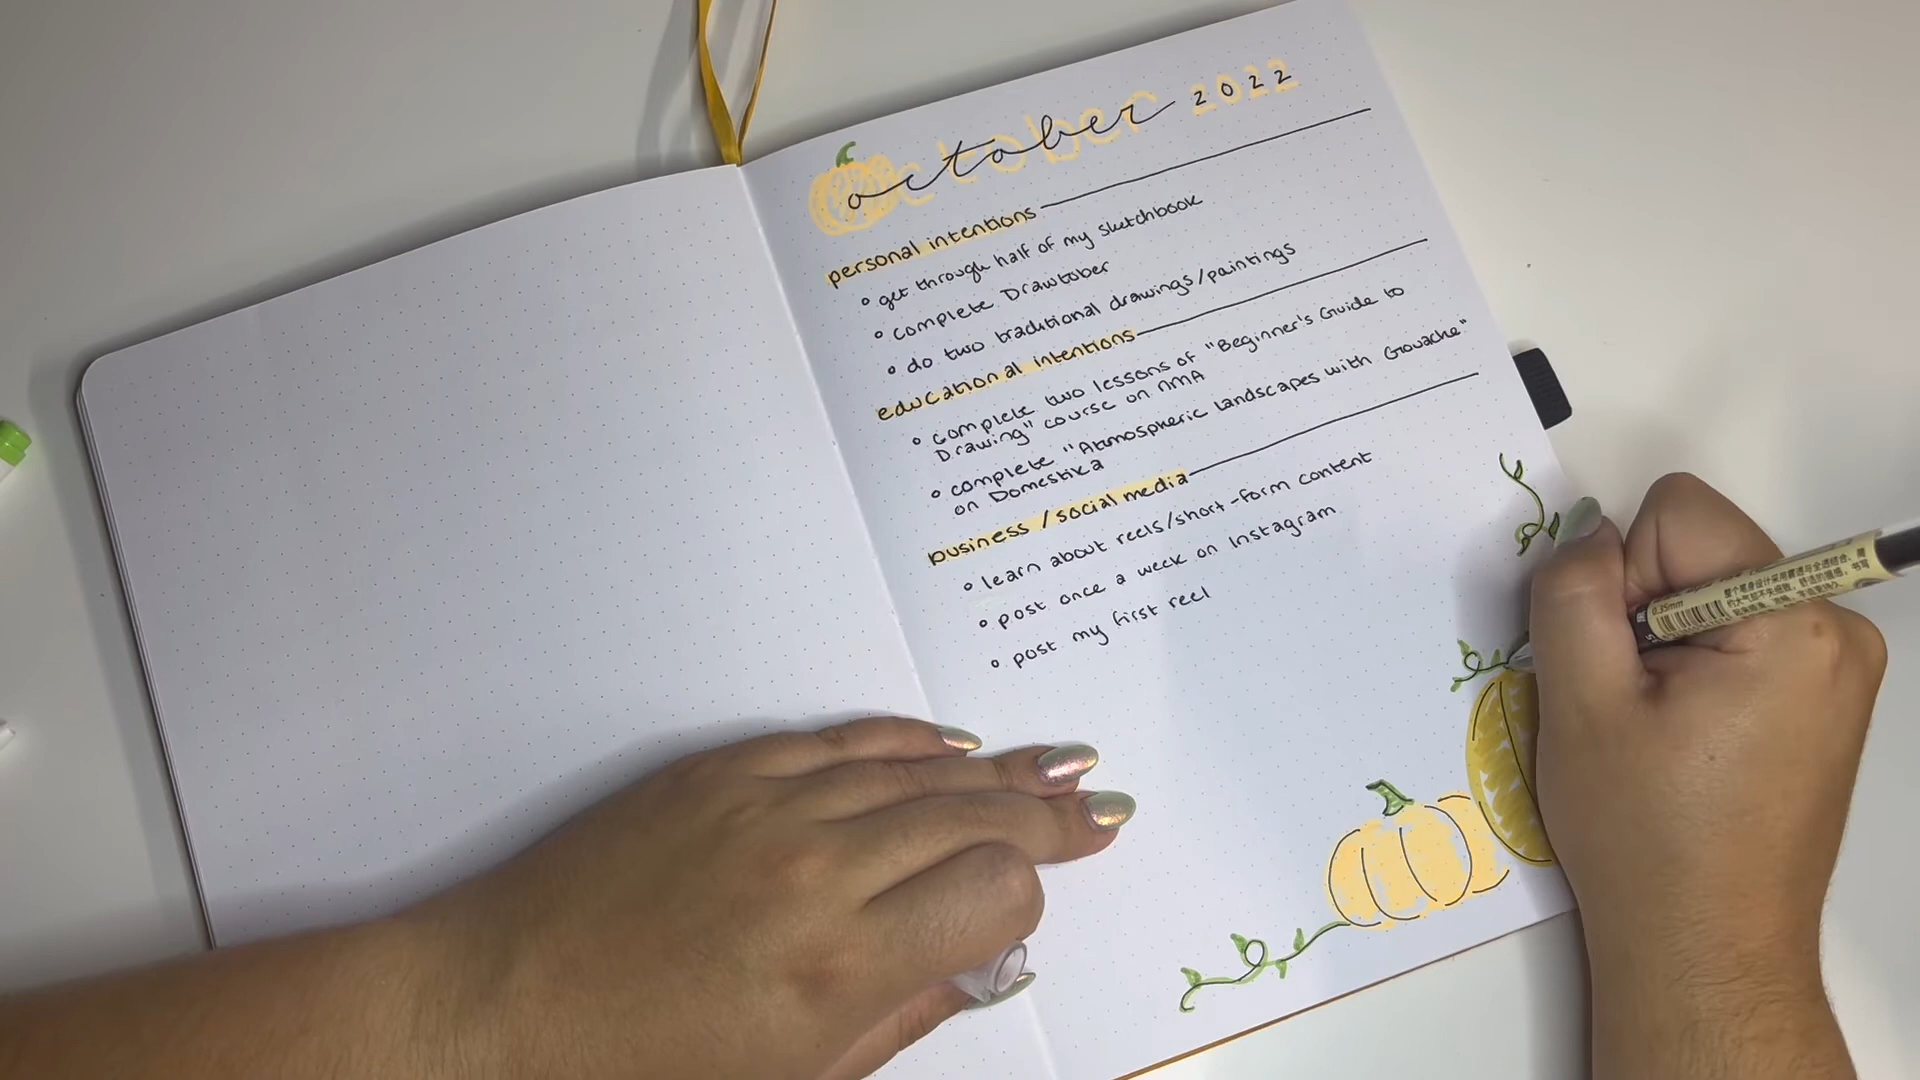 october 2022
personal intentions
get through half of my sketchbook
complete Drawtober
do two traditional drawings/paintings
educational intentions
complete two lessons of "Beginner's Guide to
Drawing" course on NMA
complete "Atmospheric Landscapes with Gouache"
on Domestika
business / social media
learn about reels/short-form content
post once a week on Instagram
post my first reel
0.35mm